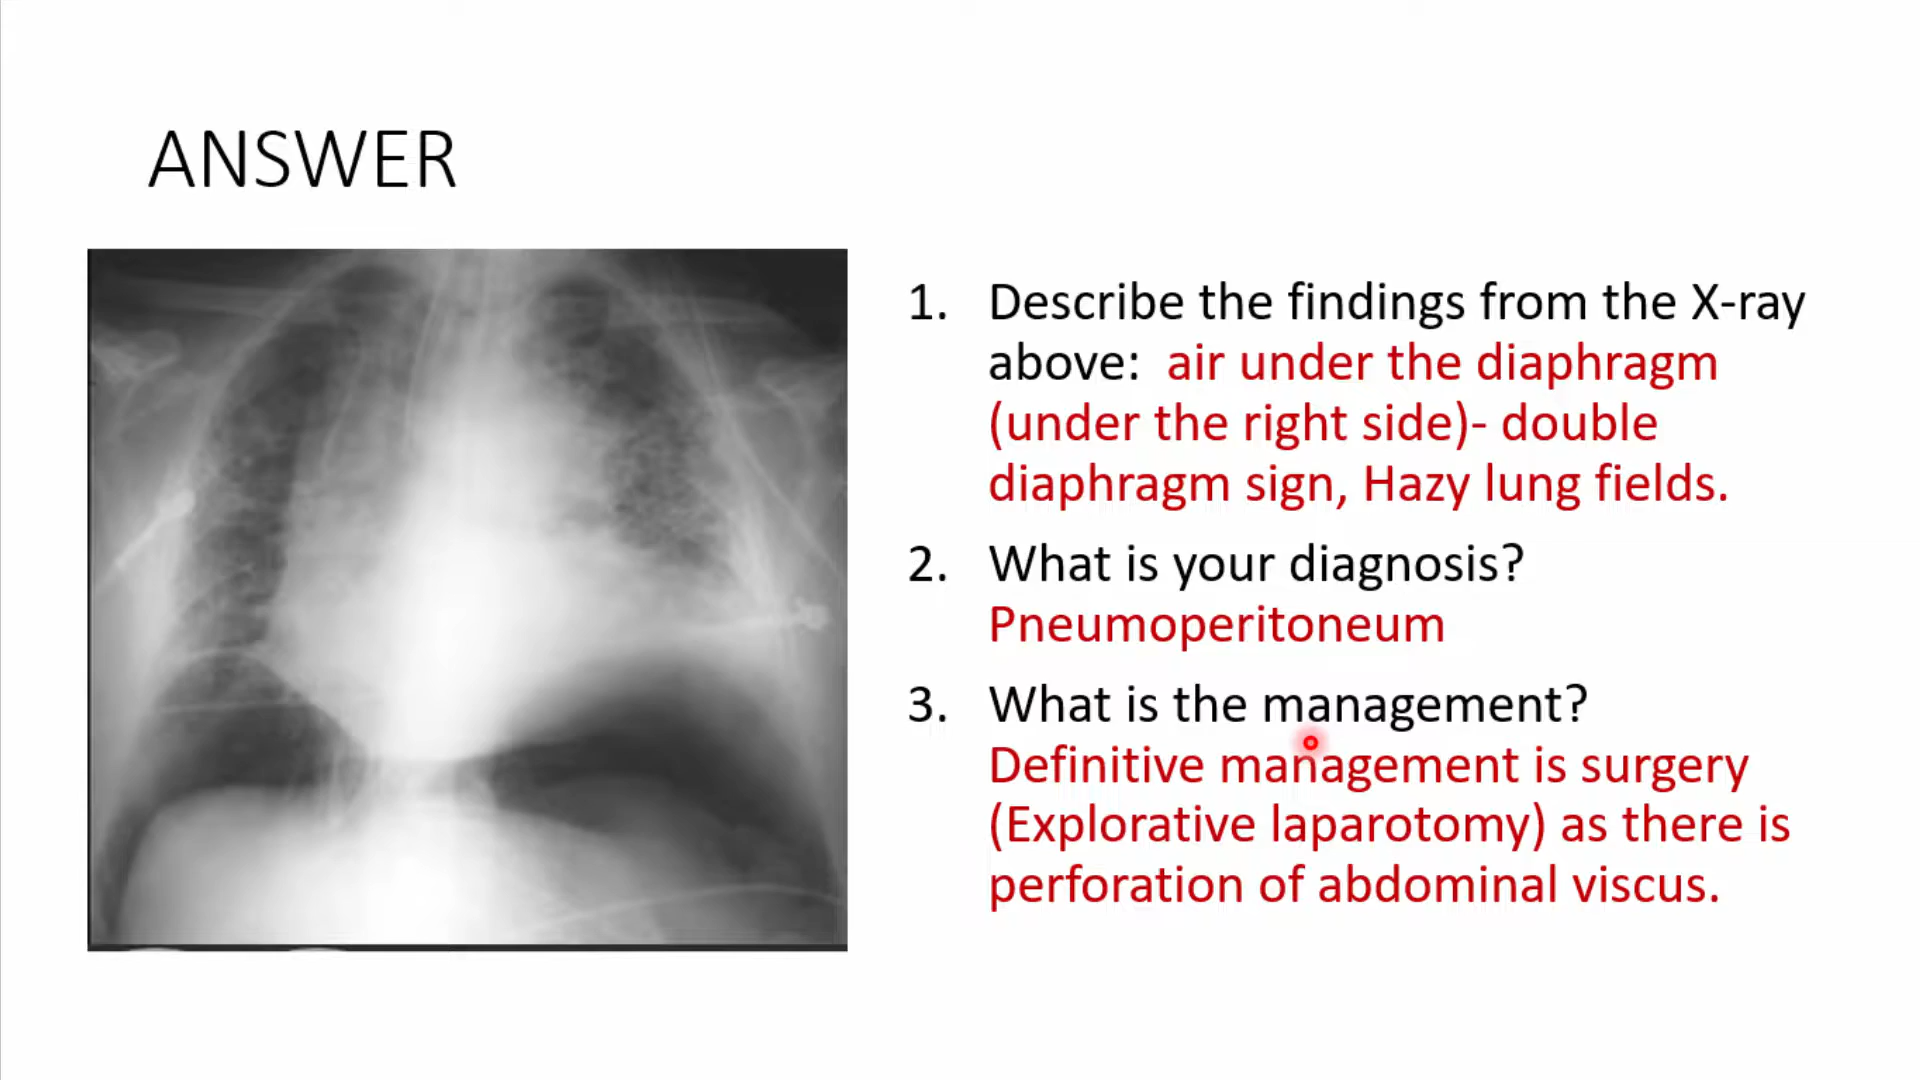 ANSWER
1. Describe the findings from the X-ray
above: air under the diaphragm
(under the right side)- double
diaphragm sign, Hazy lung fields.
2. What is your diagnosis?
Pneumoperitoneum
3. What is the management?
Definitive management is surgery
(Explorative laparotomy) as there is
perforation of abdominal viscus.